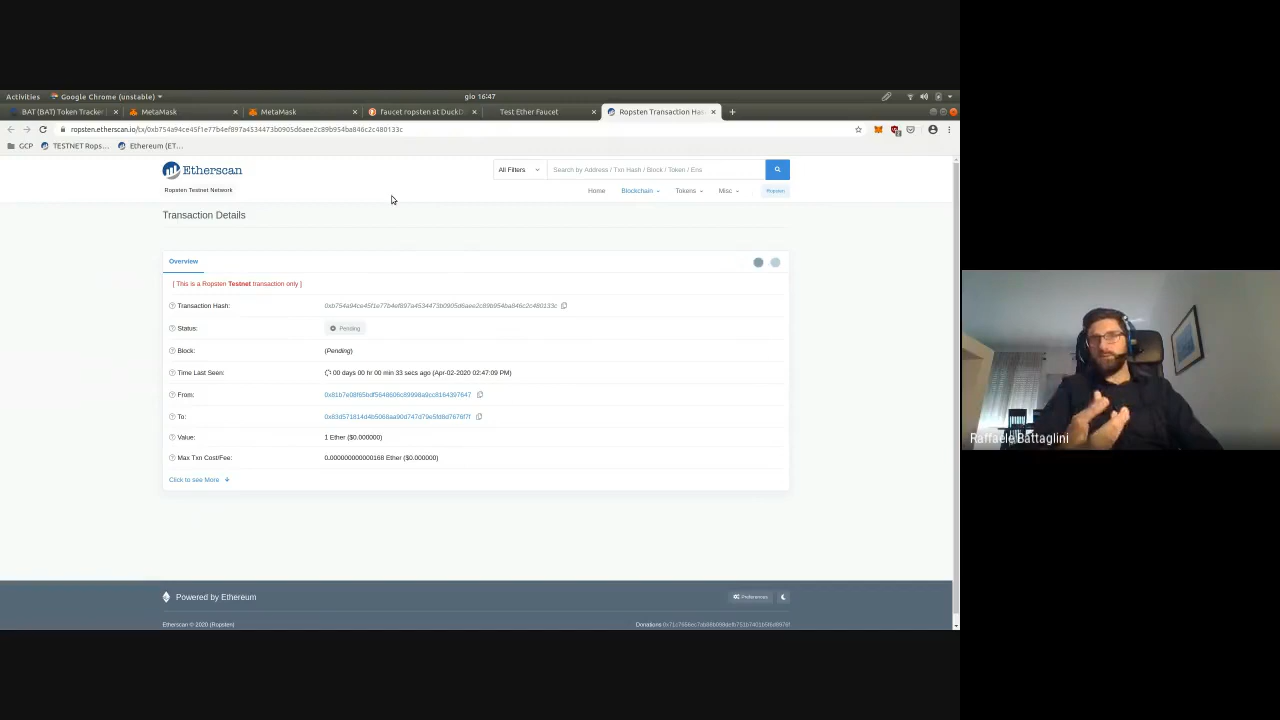 Activities Google Chrome (unstable) gio 16:47
BAT (BAT) Token Tracker MetaMask MetaMask faucet ropsten at DuckD Test Ether Faucet Ropsten Transaction Has
ropsten.etherscan.io/tx/0xb754a94ce45f1e77b4ef897a4534473b0905d6aee2c89b954ba846c2c480133c
GCP TESTNET Rops... Ethereum (ET...
Etherscan
All Filters Search by Address / Txn Hash / Block / Token / Ens
Ropsten Testnet Network
Home Blockchain Tokens Misc Ropsten
Transaction Details
Overview
[ This is a Ropsten Testnet transaction only ]
Transaction Hash: 0xb754a94ce45f1e77b4ef897a4534473b0905d6aee2c89b954ba846c2c480133c
Status: Pending
Block: (Pending)
Time Last Seen: 00 days 00 hr 00 min 33 secs ago (Apr-02-2020 02:47:09 PM)
From:
To:
Value: 1 Ether ($0.000000)
Max Txn Cost/Fee: 0.000000000000168 Ether ($0.000000)
Click to see More
Raffaele Battaglini
Powered by Ethereum
Preferences
Etherscan © 2020 (Ropsten)
Donations